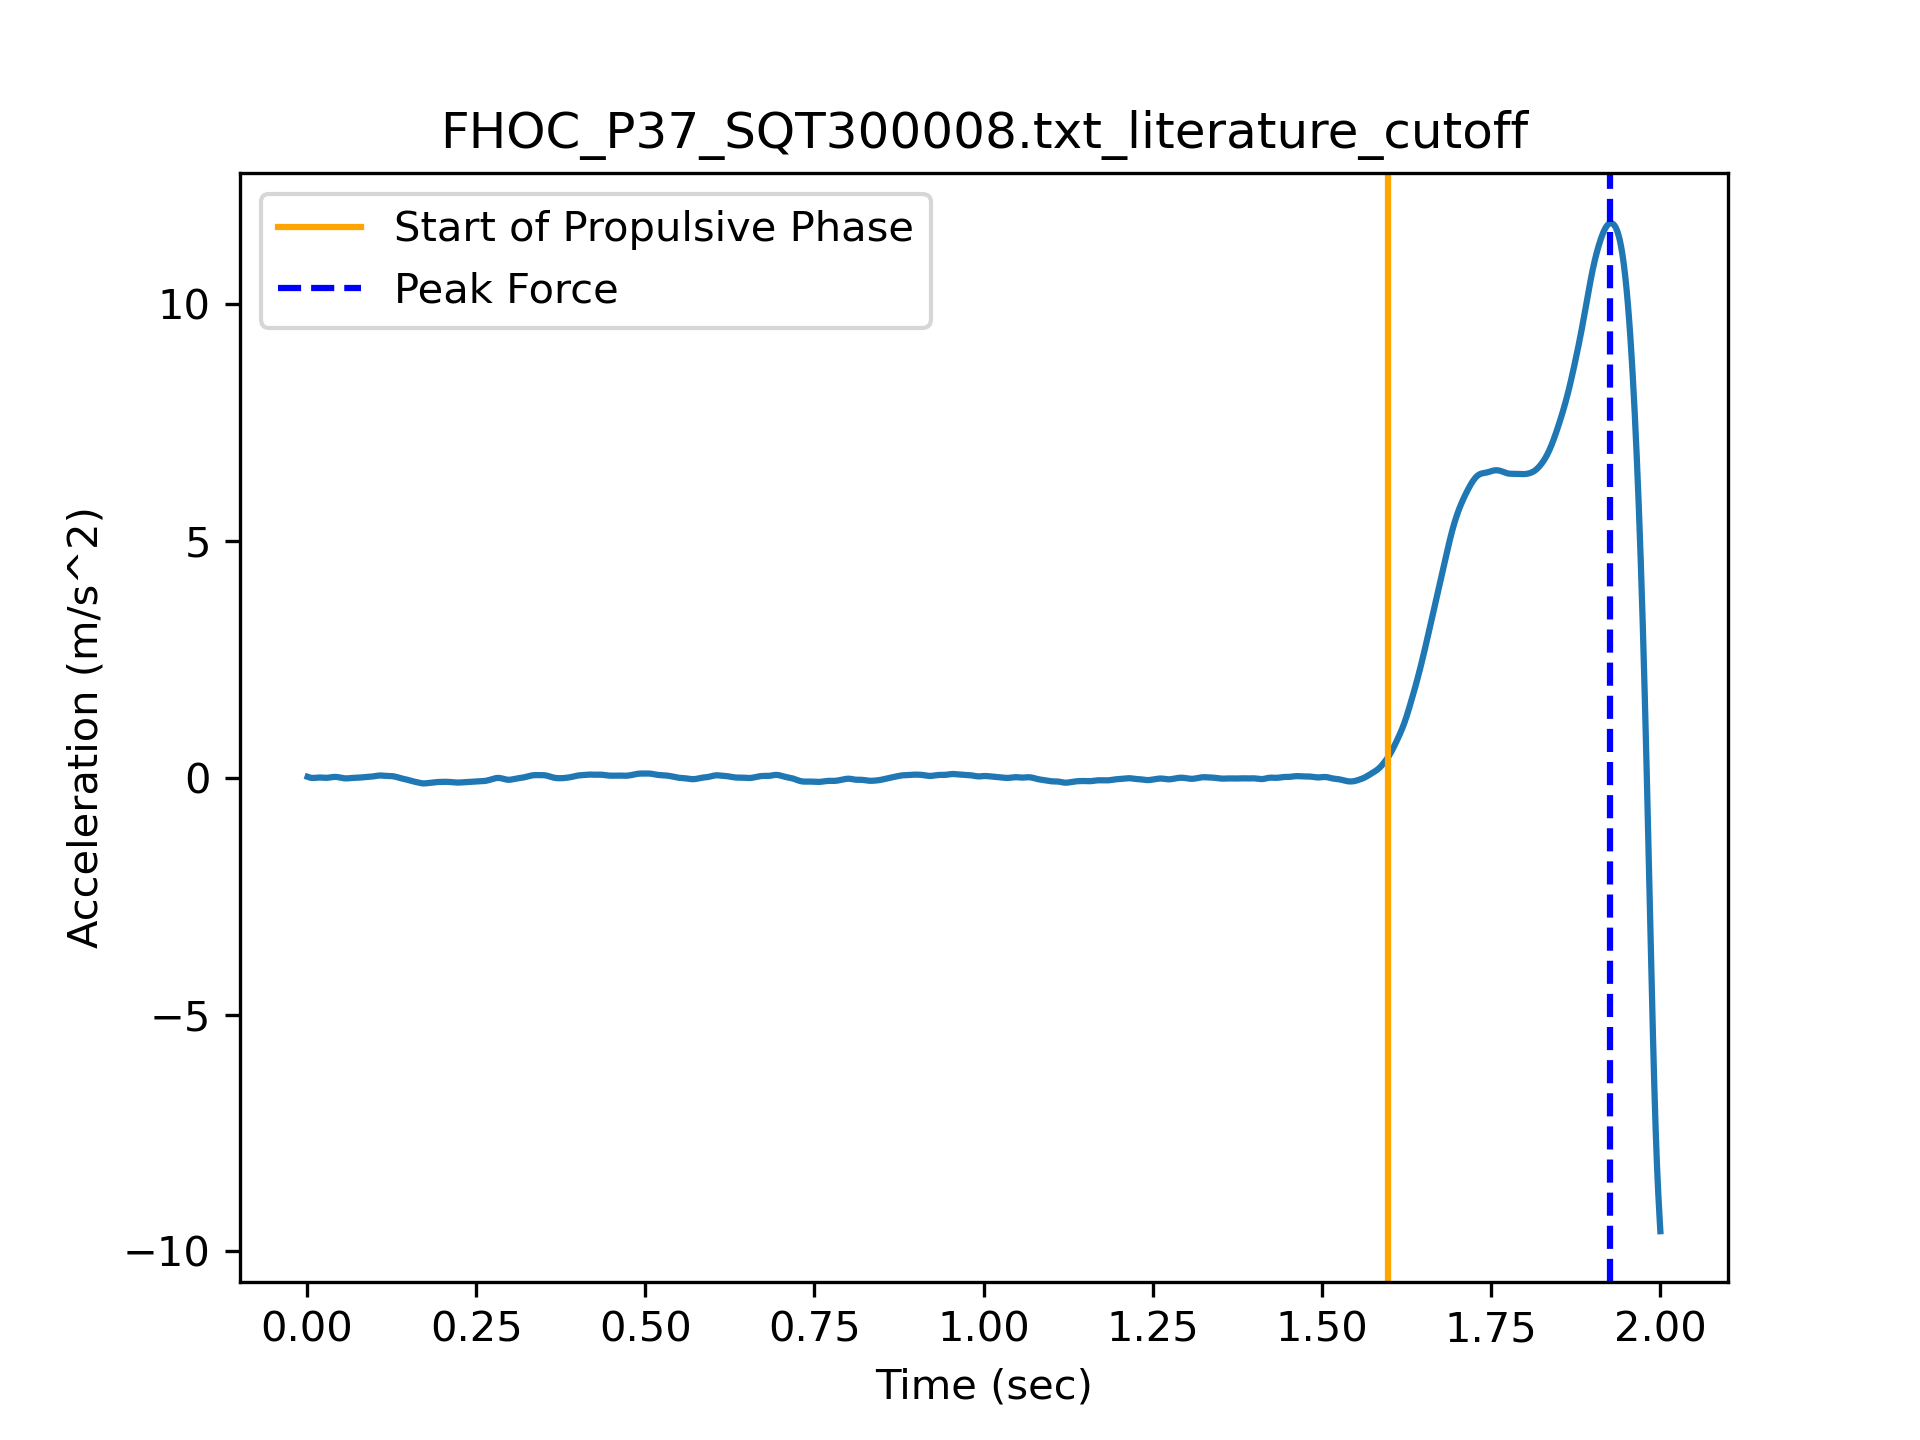 FHOC_P37_SQT300008.txt_literature_cutoff
Start of Propulsive Phase
Peak Force
Acceleration (m/s^2)
10
5
0
−5
−10
0.00 0.25 0.50 0.75 1.00 1.25 1.50 1.75 2.00
Time (sec)